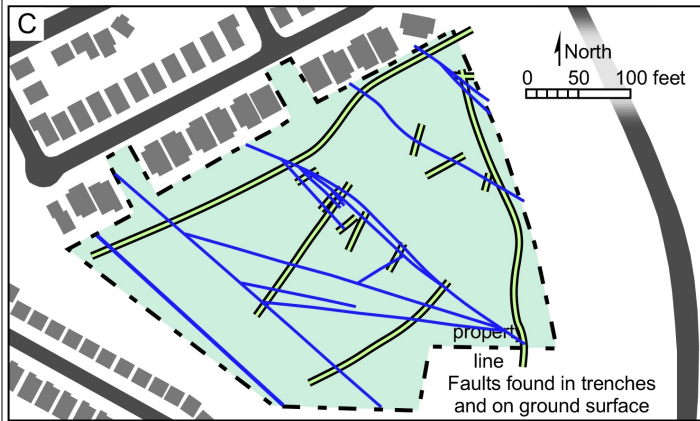 C
North
0 50 100 feet
property
line
Faults found in trenches
and on ground surface